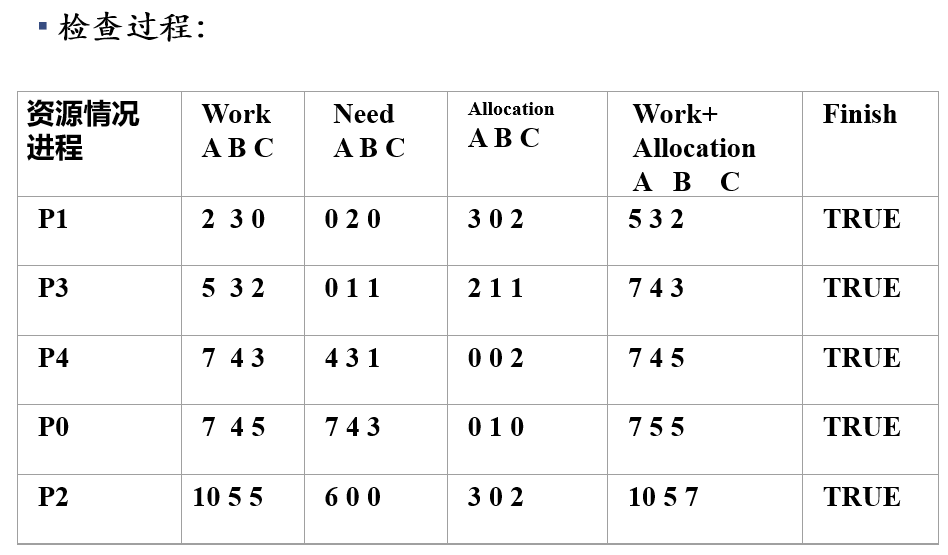 ▪ 检查过程:
资源情况 进程 Work A B C Need A B C Allocation A B C Work+ Allocation A B C Finish
P1 2 3 0 0 2 0 3 0 2 5 3 2 TRUE
P3 5 3 2 0 1 1 2 1 1 7 4 3 TRUE
P4 7 4 3 4 3 1 0 0 2 7 4 5 TRUE
P0 7 4 5 7 4 3 0 1 0 7 5 5 TRUE
P2 10 5 5 6 0 0 3 0 2 10 5 7 TRUE